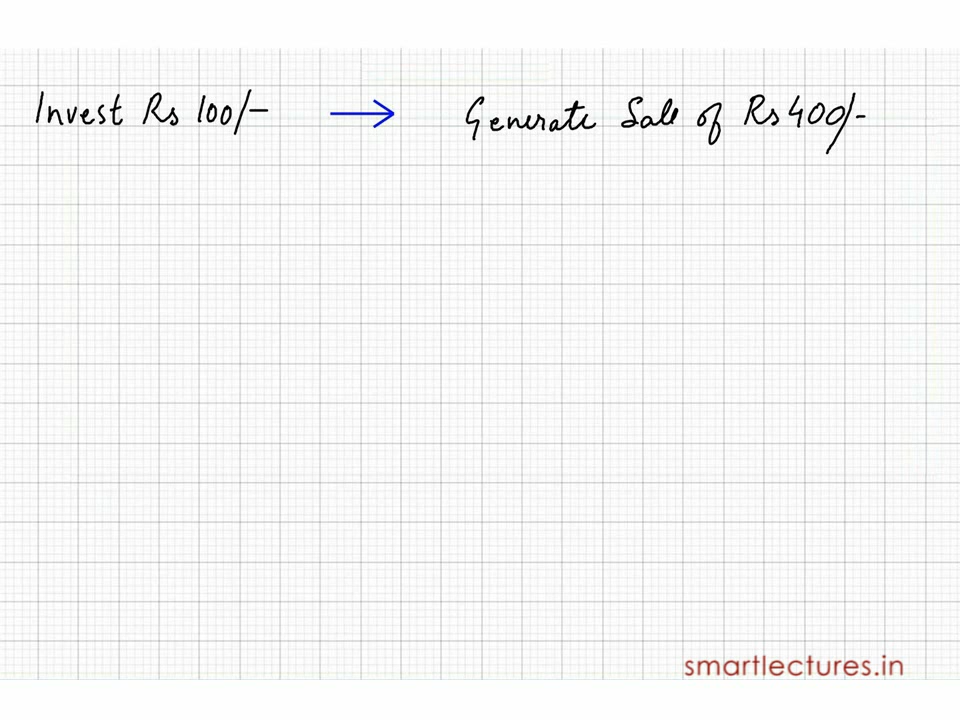 Invest Rs 100/- → Generate Sale of Rs 400/-
smartlectures.in